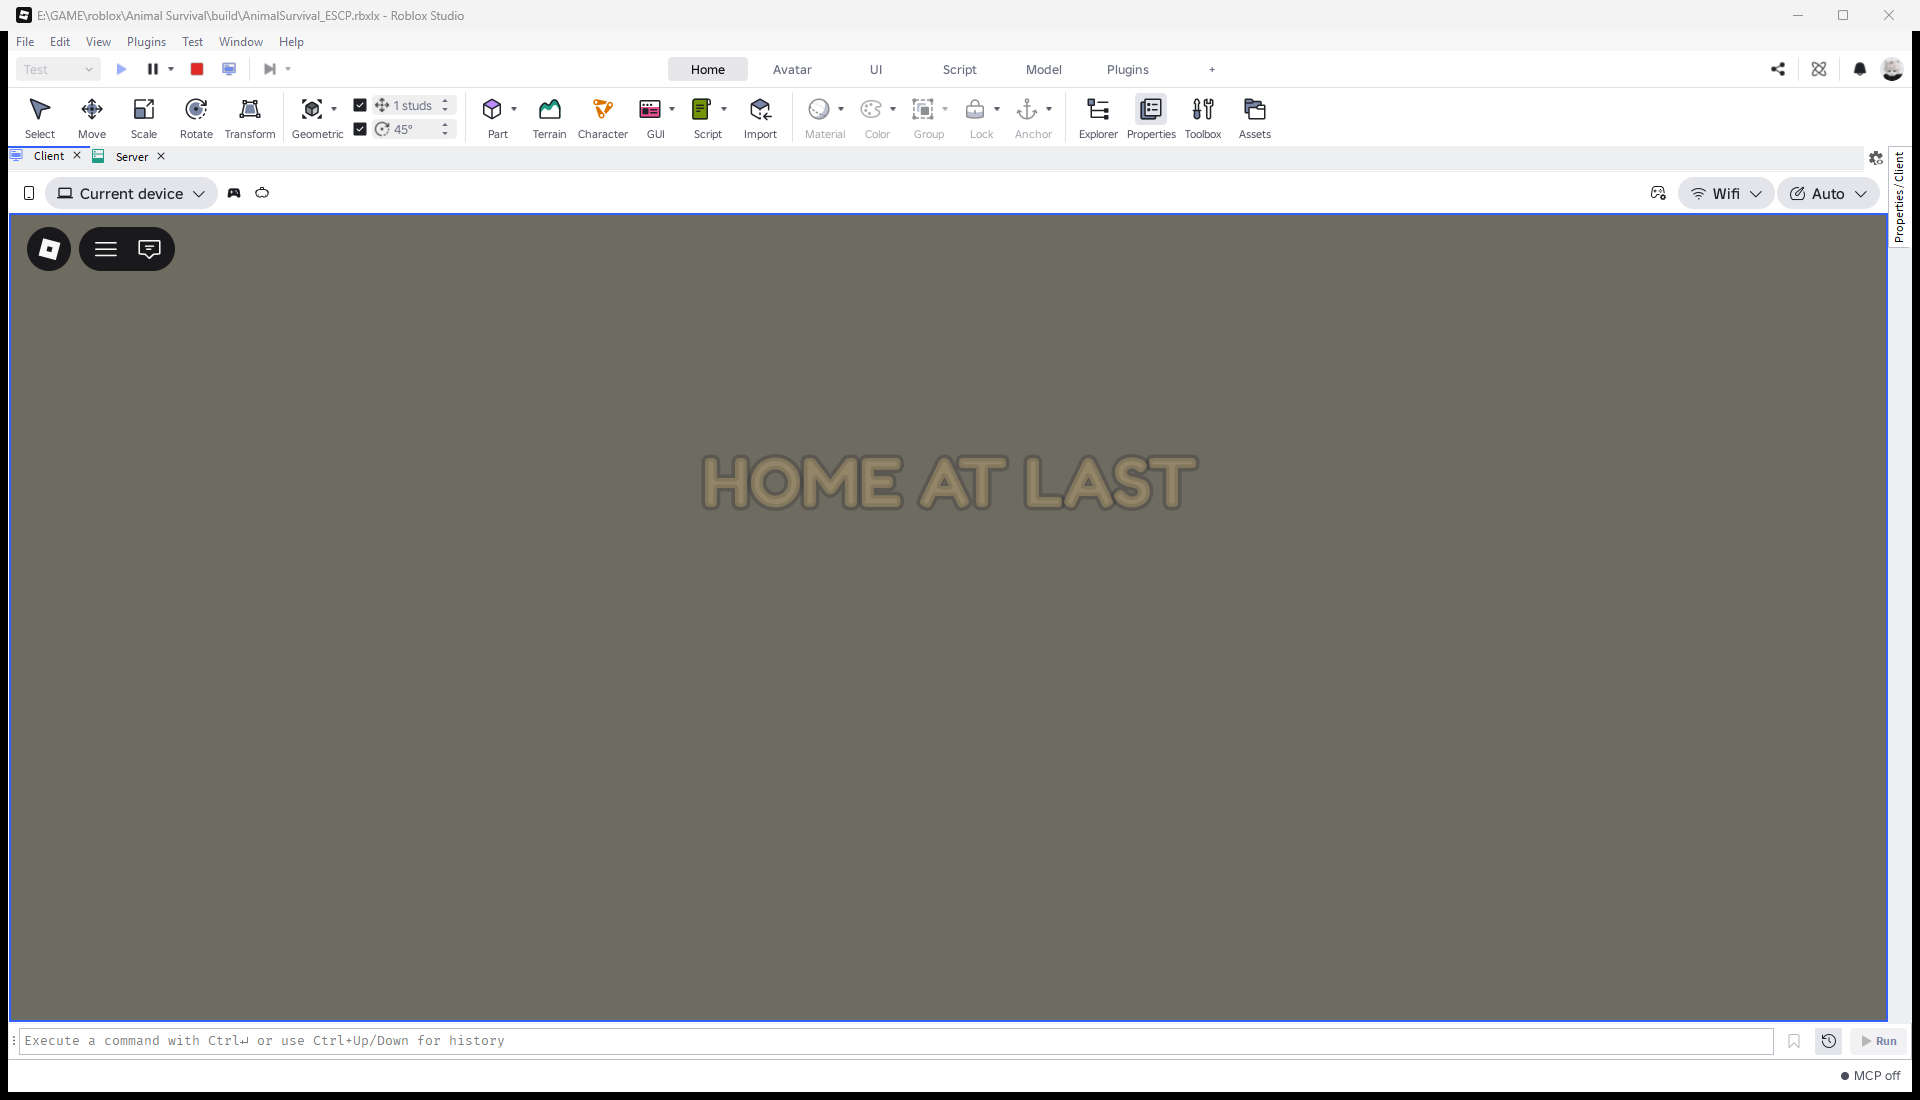 E:\GAME\roblox\Animal Survival\build\AnimalSurvival_ESCP.rbxlx - Roblox Studio
File Edit View Plugins Test Window Help
Test Home Avatar UI Script Model Plugins +
1 studs
45°
Select Move Scale Rotate Transform Geometric Part Terrain Character GUI Script Import Material Color Group Lock Anchor Explorer Properties Toolbox Assets
Client Server
Properties / Client
Current device Wifi Auto
HOME AT LAST
Execute a command with Ctrl↵ or use Ctrl+Up/Down for history
Run
MCP off